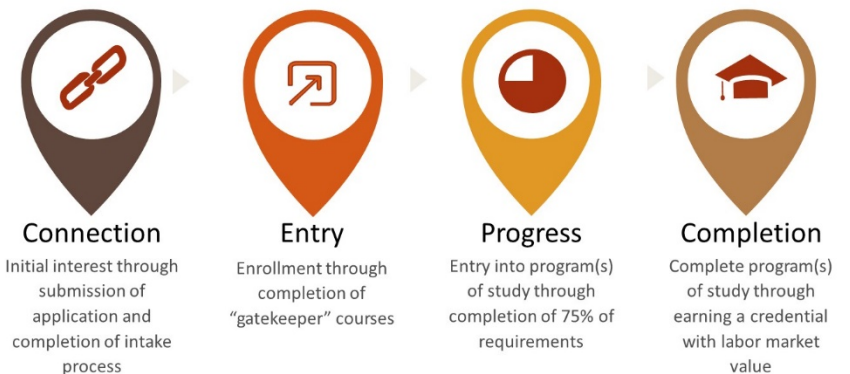 Connection
Initial interest through
submission of
application and
completion of intake
process
Entry
Enrollment through
completion of
“gatekeeper” courses
Progress
Entry into program(s)
of study through
completion of 75% of
requirements
Completion
Complete program(s)
of study through
earning a credential
with labor market
value